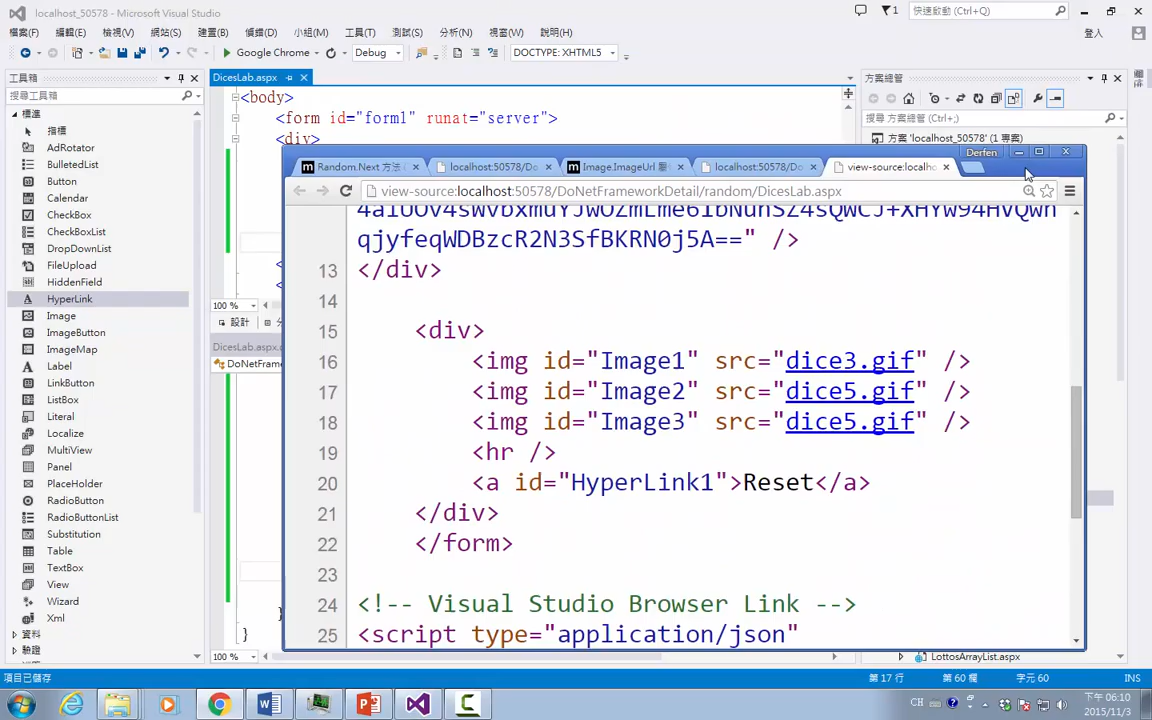 localhost_50578 - Microsoft Visual Studio
1
快速啟動 (Ctrl+Q)
檔案(F) 編輯(E) 檢視(V) 網站(S) 建置(B) 偵錯(D) 小組(M) 工具(T) 測試(S) 分析(N) 視窗(W) 說明(H)
登入
Google Chrome Debug DOCTYPE: XHTML5
工具箱
搜尋工具箱
標準
指標
AdRotator
BulletedList
Button
Calendar
CheckBox
CheckBoxList
DropDownList
FileUpload
HiddenField
HyperLink
Image
ImageButton
ImageMap
Label
LinkButton
ListBox
Literal
Localize
MultiView
Panel
PlaceHolder
RadioButton
RadioButtonList
Substitution
Table
TextBox
View
Wizard
Xml
資料
DicesLab.aspx
<body>
<form id="form1" runat="server">
<div>
100 %
設計
DicesLab.aspx.
DoNetFrame
}
100 %
方案總管
搜尋 方案總管 (Ctrl+;)
方案 'localhost_50578' (1 專案)
LottosArrayList.aspx
Derfen
Random.Next 方法
localhost:50578/Do
Image.ImageUrl 屬
localhost:50578/Do
view-source:localho
view-source:localhost:50578/DoNetFrameworkDetail/random/DicesLab.aspx
qjyfeqWDBzcR2N3SfBKRN0j5A==" />
13 </div>
14
15 <div>
16 <img id="Image1" src="dice3.gif" />
17 <img id="Image2" src="dice5.gif" />
18 <img id="Image3" src="dice5.gif" />
19 <hr />
20 <a id="HyperLink1">Reset</a>
21 </div>
22 </form>
23
24 <!-- Visual Studio Browser Link -->
25 <script type="application/json"
項目已儲存 第 17 行 第 60 欄 字元 60 INS
CH
下午 06:10
2015/11/3